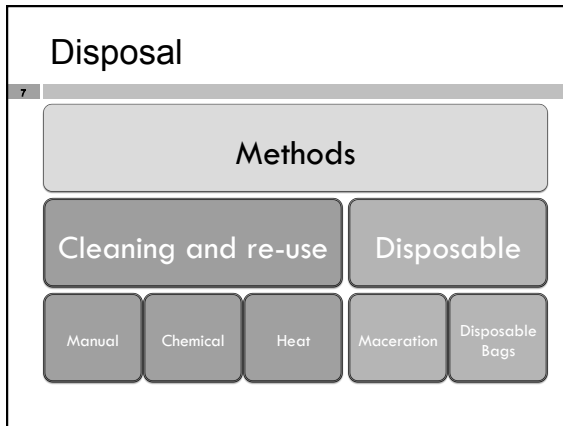 Disposal
7
Methods
Cleaning and re-use
Disposable
Manual
Chemical
Heat
Maceration
Disposable
Bags